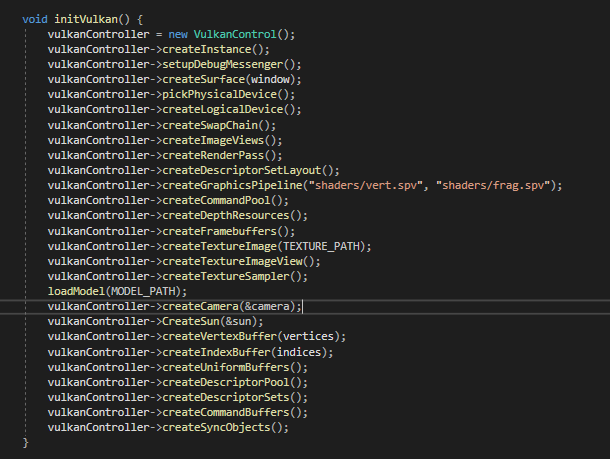 void initVulkan() {
vulkanController = new VulkanControl();
vulkanController->createInstance();
vulkanController->setupDebugMessenger();
vulkanController->createSurface(window);
vulkanController->pickPhysicalDevice();
vulkanController->createLogicalDevice();
vulkanController->createSwapChain();
vulkanController->createImageViews();
vulkanController->createRenderPass();
vulkanController->createDescriptorSetLayout();
vulkanController->createGraphicsPipeline("shaders/vert.spv", "shaders/frag.spv");
vulkanController->createCommandPool();
vulkanController->createDepthResources();
vulkanController->createFramebuffers();
vulkanController->createTextureImage(TEXTURE_PATH);
vulkanController->createTextureImageView();
vulkanController->createTextureSampler();
loadModel(MODEL_PATH);
vulkanController->createCamera(&camera);
vulkanController->CreateSun(&sun);
vulkanController->createVertexBuffer(vertices);
vulkanController->createIndexBuffer(indices);
vulkanController->createUniformBuffers();
vulkanController->createDescriptorPool();
vulkanController->createDescriptorSets();
vulkanController->createCommandBuffers();
vulkanController->createSyncObjects();
}